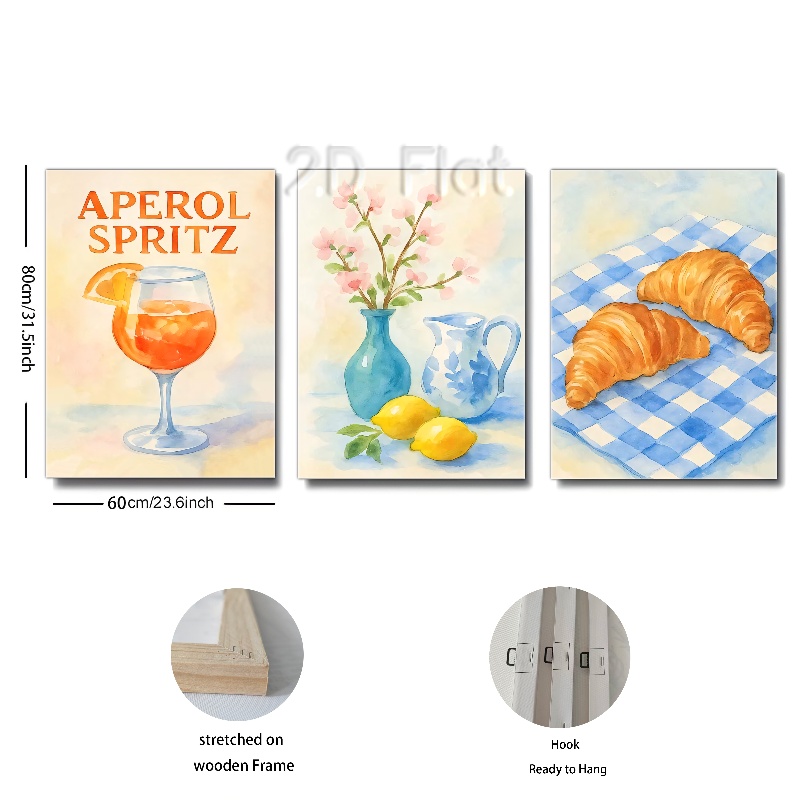 2D Flat
APEROL
SPRITZ
80cm/31.5inch
60cm/23.6inch
stretched on
wooden Frame
Hook
Ready to Hang